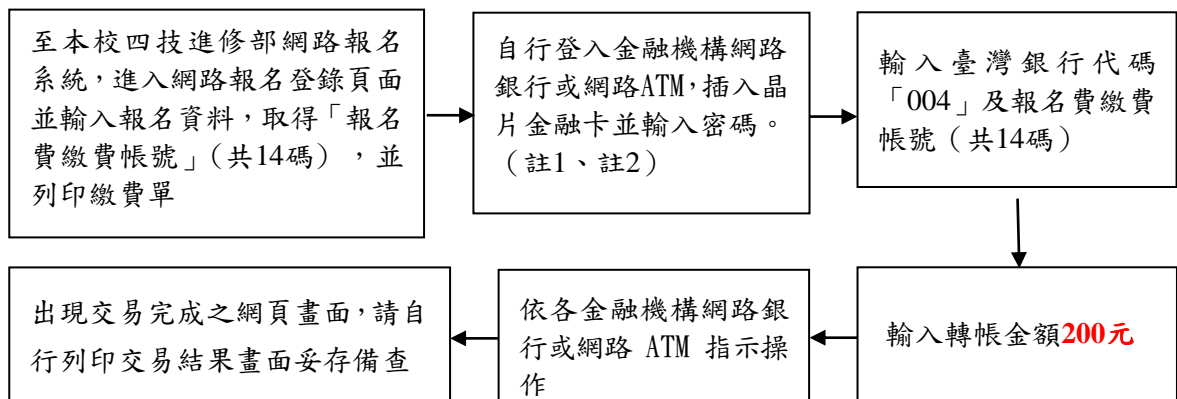 至本校四技進修部網路報名
系統，進入網路報名登錄頁面
並輸入報名資料，取得「報名
費繳費帳號」（共14碼），並
列印繳費單
自行登入金融機構網路
銀行或網路ATM，插入晶
片金融卡並輸入密碼。
（註1、註2）
輸入臺灣銀行代碼
「004」及報名費繳費
帳號（共14碼）
輸入轉帳金額200元
依各金融機構網路銀
行或網路 ATM 指示操
作
出現交易完成之網頁畫面，請自
行列印交易結果畫面妥存備查